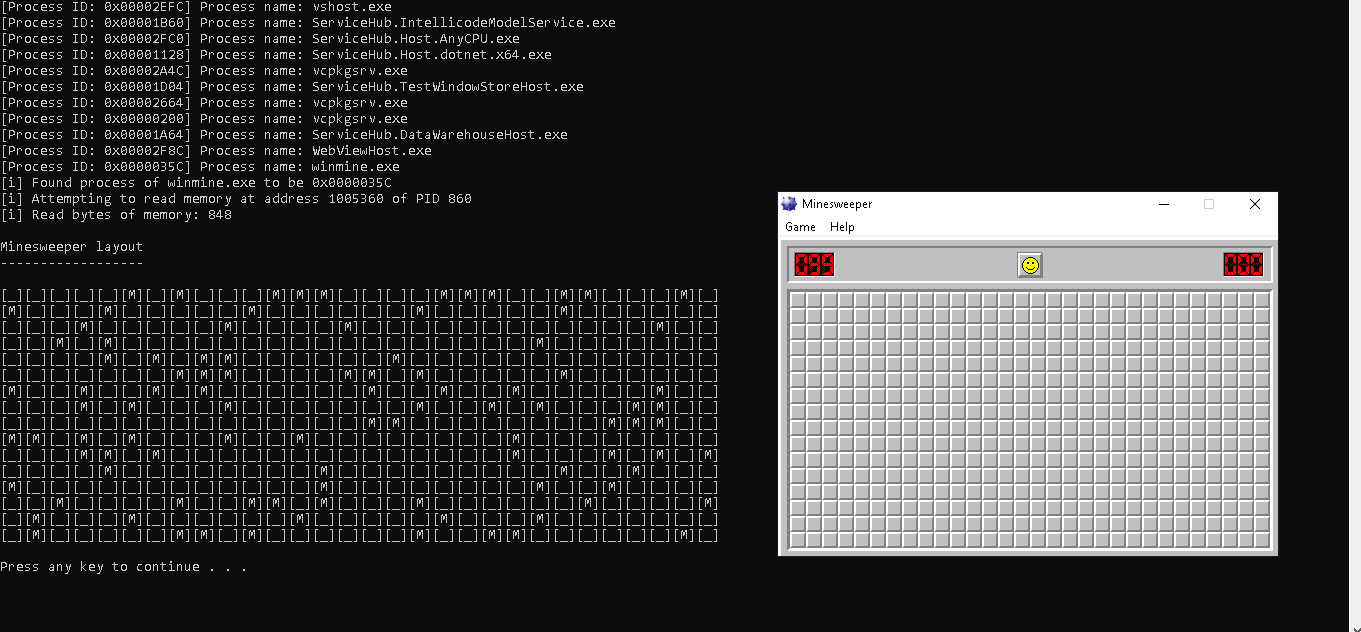 [Process ID: 0x00002EFC] Process name: vshost.exe
[Process ID: 0x00001B60] Process name: ServiceHub.IntellicodeModelService.exe
[Process ID: 0x00002FC0] Process name: ServiceHub.Host.AnyCPU.exe
[Process ID: 0x00001128] Process name: ServiceHub.Host.dotnet.x64.exe
[Process ID: 0x00002A4C] Process name: vcpkgsrv.exe
[Process ID: 0x00001D04] Process name: ServiceHub.TestWindowStoreHost.exe
[Process ID: 0x00002664] Process name: vcpkgsrv.exe
[Process ID: 0x00000200] Process name: vcpkgsrv.exe
[Process ID: 0x00001A64] Process name: ServiceHub.DataWarehouseHost.exe
[Process ID: 0x00002F8C] Process name: WebViewHost.exe
[Process ID: 0x0000035C] Process name: winmine.exe
[i] Found process of winmine.exe to be 0x0000035C
[i] Attempting to read memory at address 1005360 of PID 860
[i] Read bytes of memory: 848
Minesweeper layout
------------------
[_][_][_][_][_][M][_][M][_][_][_][M][M][M][_][_][_][_][M][M][M][_][_][M][M][_][_][_][M][_]
[M][_][_][_][M][_][_][_][_][_][M][_][_][_][_][_][_][M][_][_][_][_][_][M][_][_][_][_][_][_]
[_][_][_][M][_][_][_][_][_][M][_][_][_][_][M][_][_][_][_][_][_][_][_][_][_][_][_][M][_][_]
[_][_][M][_][M][_][_][_][_][_][_][_][_][_][_][_][_][_][_][_][_][_][M][_][_][_][_][_][_][_]
[_][_][_][_][M][_][M][_][M][M][_][_][_][_][_][_][M][_][_][_][_][_][_][_][_][_][_][_][_][_]
[_][_][_][_][_][_][_][M][M][M][_][_][_][_][M][M][_][M][_][_][_][_][_][M][_][_][_][_][_][_]
[M][_][_][M][_][_][M][_][M][_][_][_][_][_][_][M][_][_][M][_][_][M][_][_][_][_][_][M][_][_]
[_][_][_][M][_][M][_][_][_][M][_][_][_][_][_][_][_][M][_][_][M][_][M][_][_][_][M][M][_][_]
[_][_][_][_][_][_][_][_][_][_][_][_][_][_][_][M][M][_][_][_][_][_][_][_][_][M][M][M][_][_]
[M][M][_][M][_][M][_][_][_][M][_][_][M][_][_][_][_][_][_][_][_][M][_][_][_][_][_][_][_][_]
[_][_][_][M][M][_][M][_][_][_][_][_][_][_][_][_][_][_][_][_][_][M][_][_][_][M][_][M][_][M]
[_][_][_][_][M][_][_][_][_][_][_][_][_][M][_][_][_][_][_][_][_][_][_][M][_][_][M][_][_][_]
[M][_][_][_][_][_][_][_][_][_][_][_][_][M][_][_][_][_][_][_][_][_][M][_][_][M][_][_][_][_]
[_][_][M][_][_][_][_][M][_][_][M][M][_][M][_][_][_][M][_][_][_][_][_][_][M][_][_][_][_][M]
[_][M][_][_][_][M][_][_][_][_][_][_][M][_][_][_][_][_][M][_][_][_][M][_][_][_][_][_][_][_]
[_][M][_][_][_][_][_][M][M][_][M][_][_][_][_][_][_][M][_][_][M][M][_][_][_][_][_][_][M][_]
Press any key to continue . . .
Minesweeper
Game Help